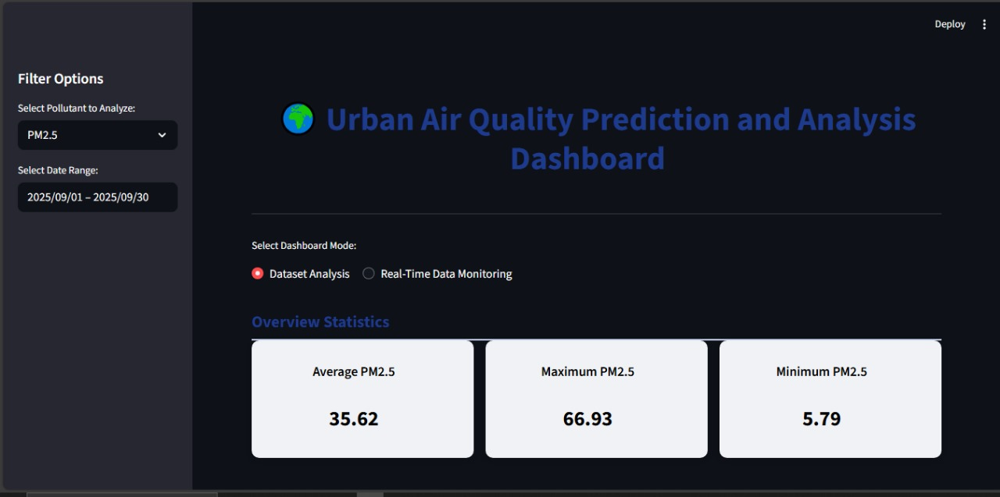 Deploy
Filter Options
Select Pollutant to Analyze:
PM2.5
Select Date Range:
2025/09/01 – 2025/09/30
Urban Air Quality Prediction and Analysis
Dashboard
Select Dashboard Mode:
Dataset Analysis Real-Time Data Monitoring
Overview Statistics
Average PM2.5
35.62
Maximum PM2.5
66.93
Minimum PM2.5
5.79